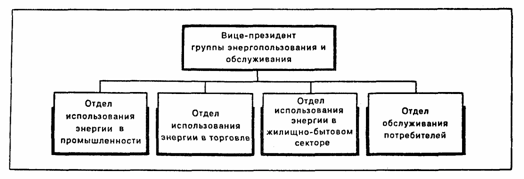 Вице-президент
группы энергопользования и
обслуживания
Отдел
использования
энергии в
промышленности
Отдел
использования
энергии в торговле
Отдел
использования
энергии в
жилищно-бытовом
секторе
Отдел
обслуживания
потребителей